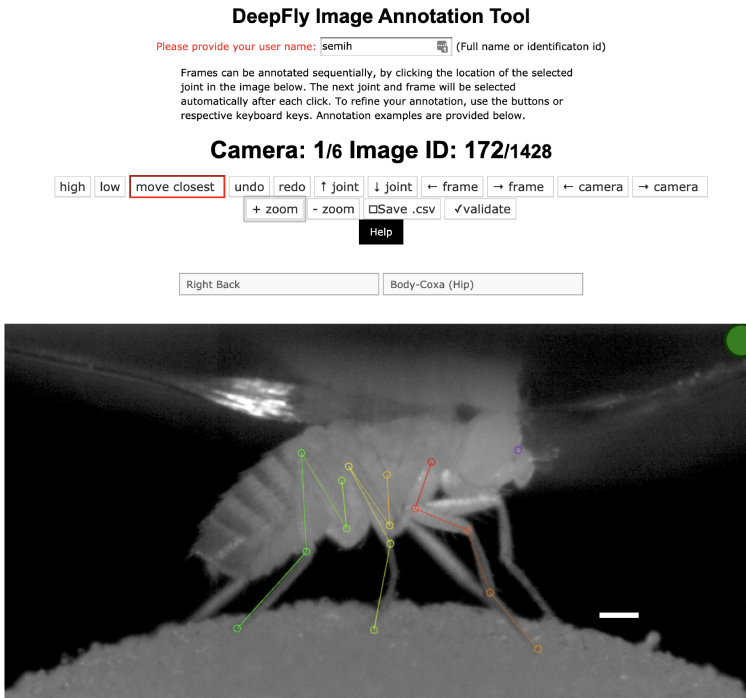 DeepFly Image Annotation Tool
Please provide your user name: semih (Full name or identificaton id)
Frames can be annotated sequentially, by clicking the location of the selected
joint in the image below. The next joint and frame will be selected
automatically after each click. To refine your annotation, use the buttons or
respective keyboard keys. Annotation examples are provided below.
Camera: 1/6 Image ID: 172/1428
high low move closest undo redo ↑ joint ↓ joint ← frame → frame ← camera → camera
+ zoom - zoom ☐Save .csv ✓validate
Help
Right Back Body-Coxa (Hip)